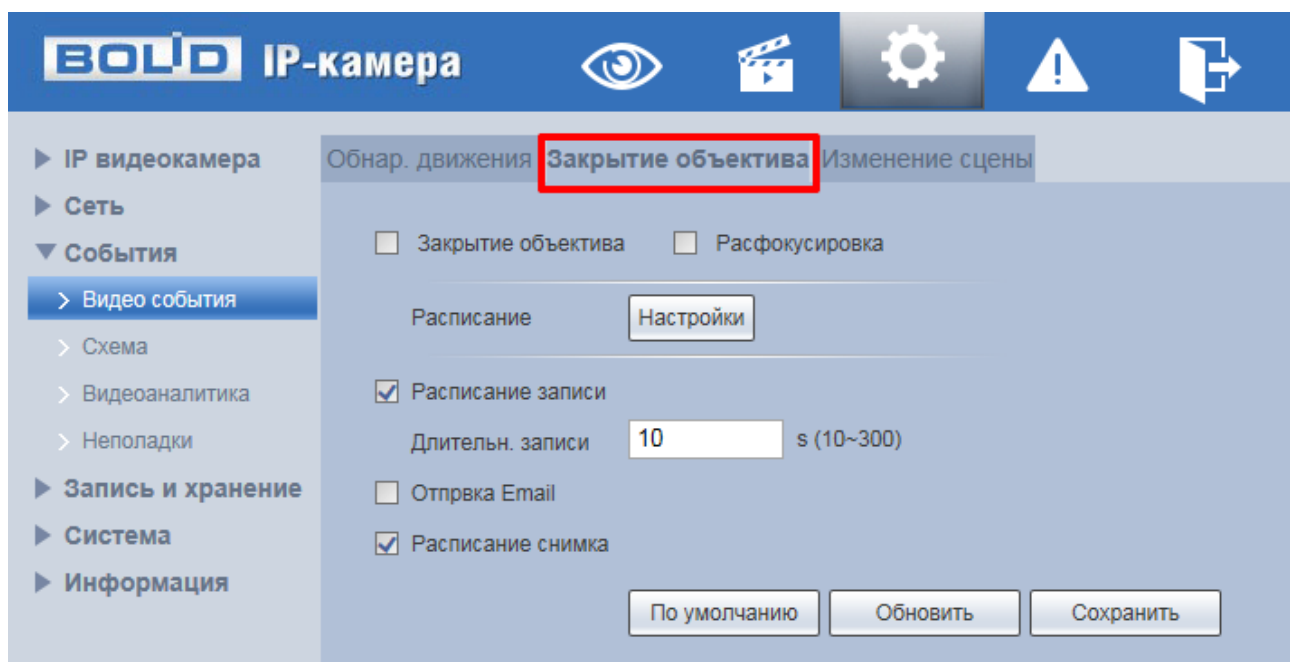 BOLID IP-камера
IP видеокамера
Сеть
События
Видео события
Схема
Видеоаналитика
Неполадки
Запись и хранение
Система
Информация
Обнар. движения Закрытие объектива Изменение сцены
Закрытие объектива Расфокусировка
Расписание Настройки
Расписание записи
Длительн. записи 10 s (10~300)
Отпрвка Email
Расписание снимка
По умолчанию Обновить Сохранить